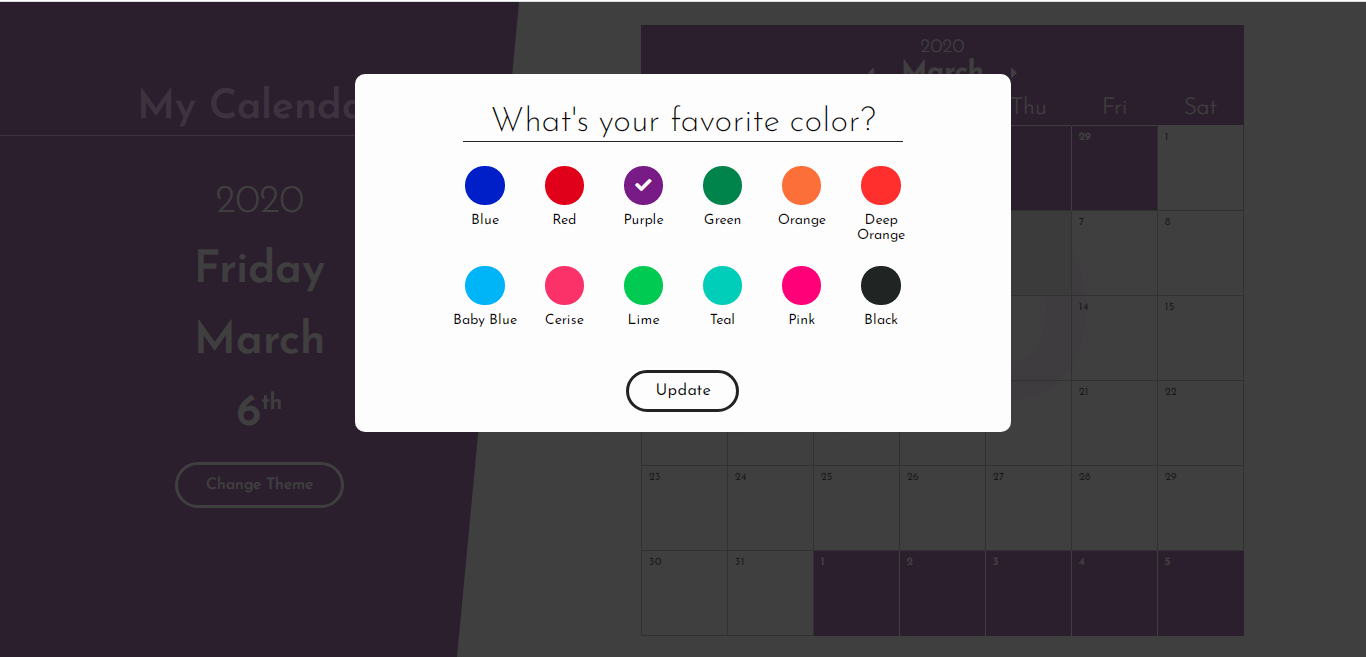 My Calenda
2020
Friday
March
6th
Change Theme
What's your favorite color?
Blue
Red
Purple
Green
Orange
Deep
Orange
Baby Blue
Cerise
Lime
Teal
Pink
Black
Update
2020
March
Thu Fri Sat
29 1
7 8
14 15
21 22
23 24 25 26 27 28 29
30 31 1 2 3 4 5